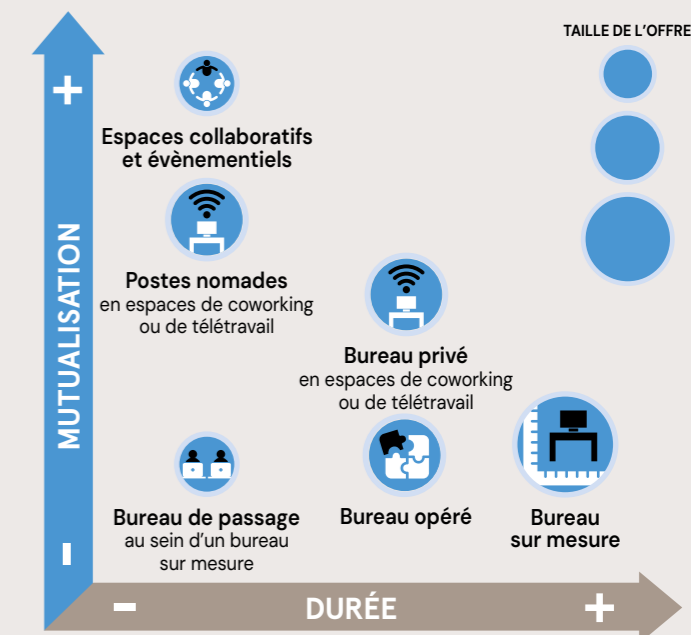 TAILLE DE L'OFFRE
+
MUTUALISATION
-
Espaces collaboratifs
et évènementiels
Postes nomades
en espaces de coworking
ou de télétravail
Bureau privé
en espaces de coworking
ou de télétravail
Bureau de passage
au sein d'un bureau
sur mesure
Bureau opéré
Bureau
sur mesure
- DURÉE +